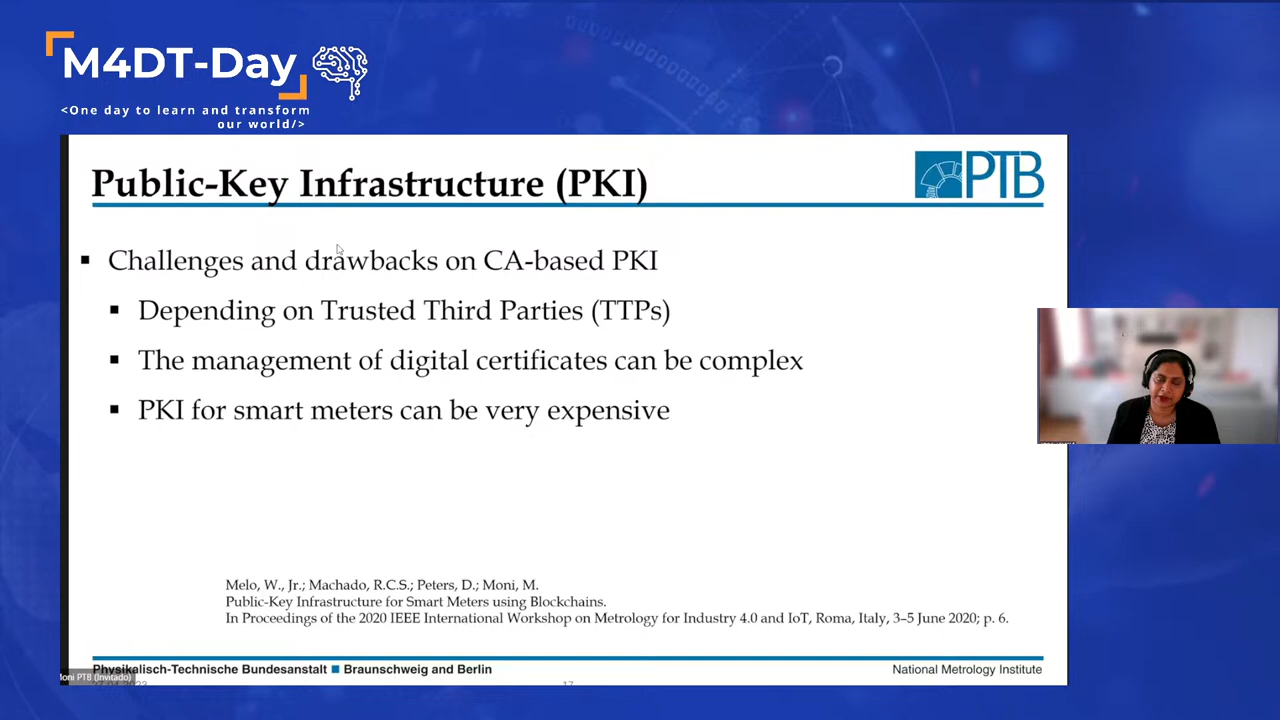 M4DT-Day
<One day to learn and transform
our world/>
Public-Key Infrastructure (PKI)
PTB
▪ Challenges and drawbacks on CA-based PKI
▪ Depending on Trusted Third Parties (TTPs)
▪ The management of digital certificates can be complex
▪ PKI for smart meters can be very expensive
Melo, W., Jr.; Machado, R.C.S.; Peters, D.; Moni, M.
Public-Key Infrastructure for Smart Meters using Blockchains.
In Proceedings of the 2020 IEEE International Workshop on Metrology for Industry 4.0 and IoT, Roma, Italy, 3–5 June 2020; p. 6.
Physikalisch-Technische Bundesanstalt ■ Braunschweig and Berlin
National Metrology Institute
Moni PTB (Invitado)
17